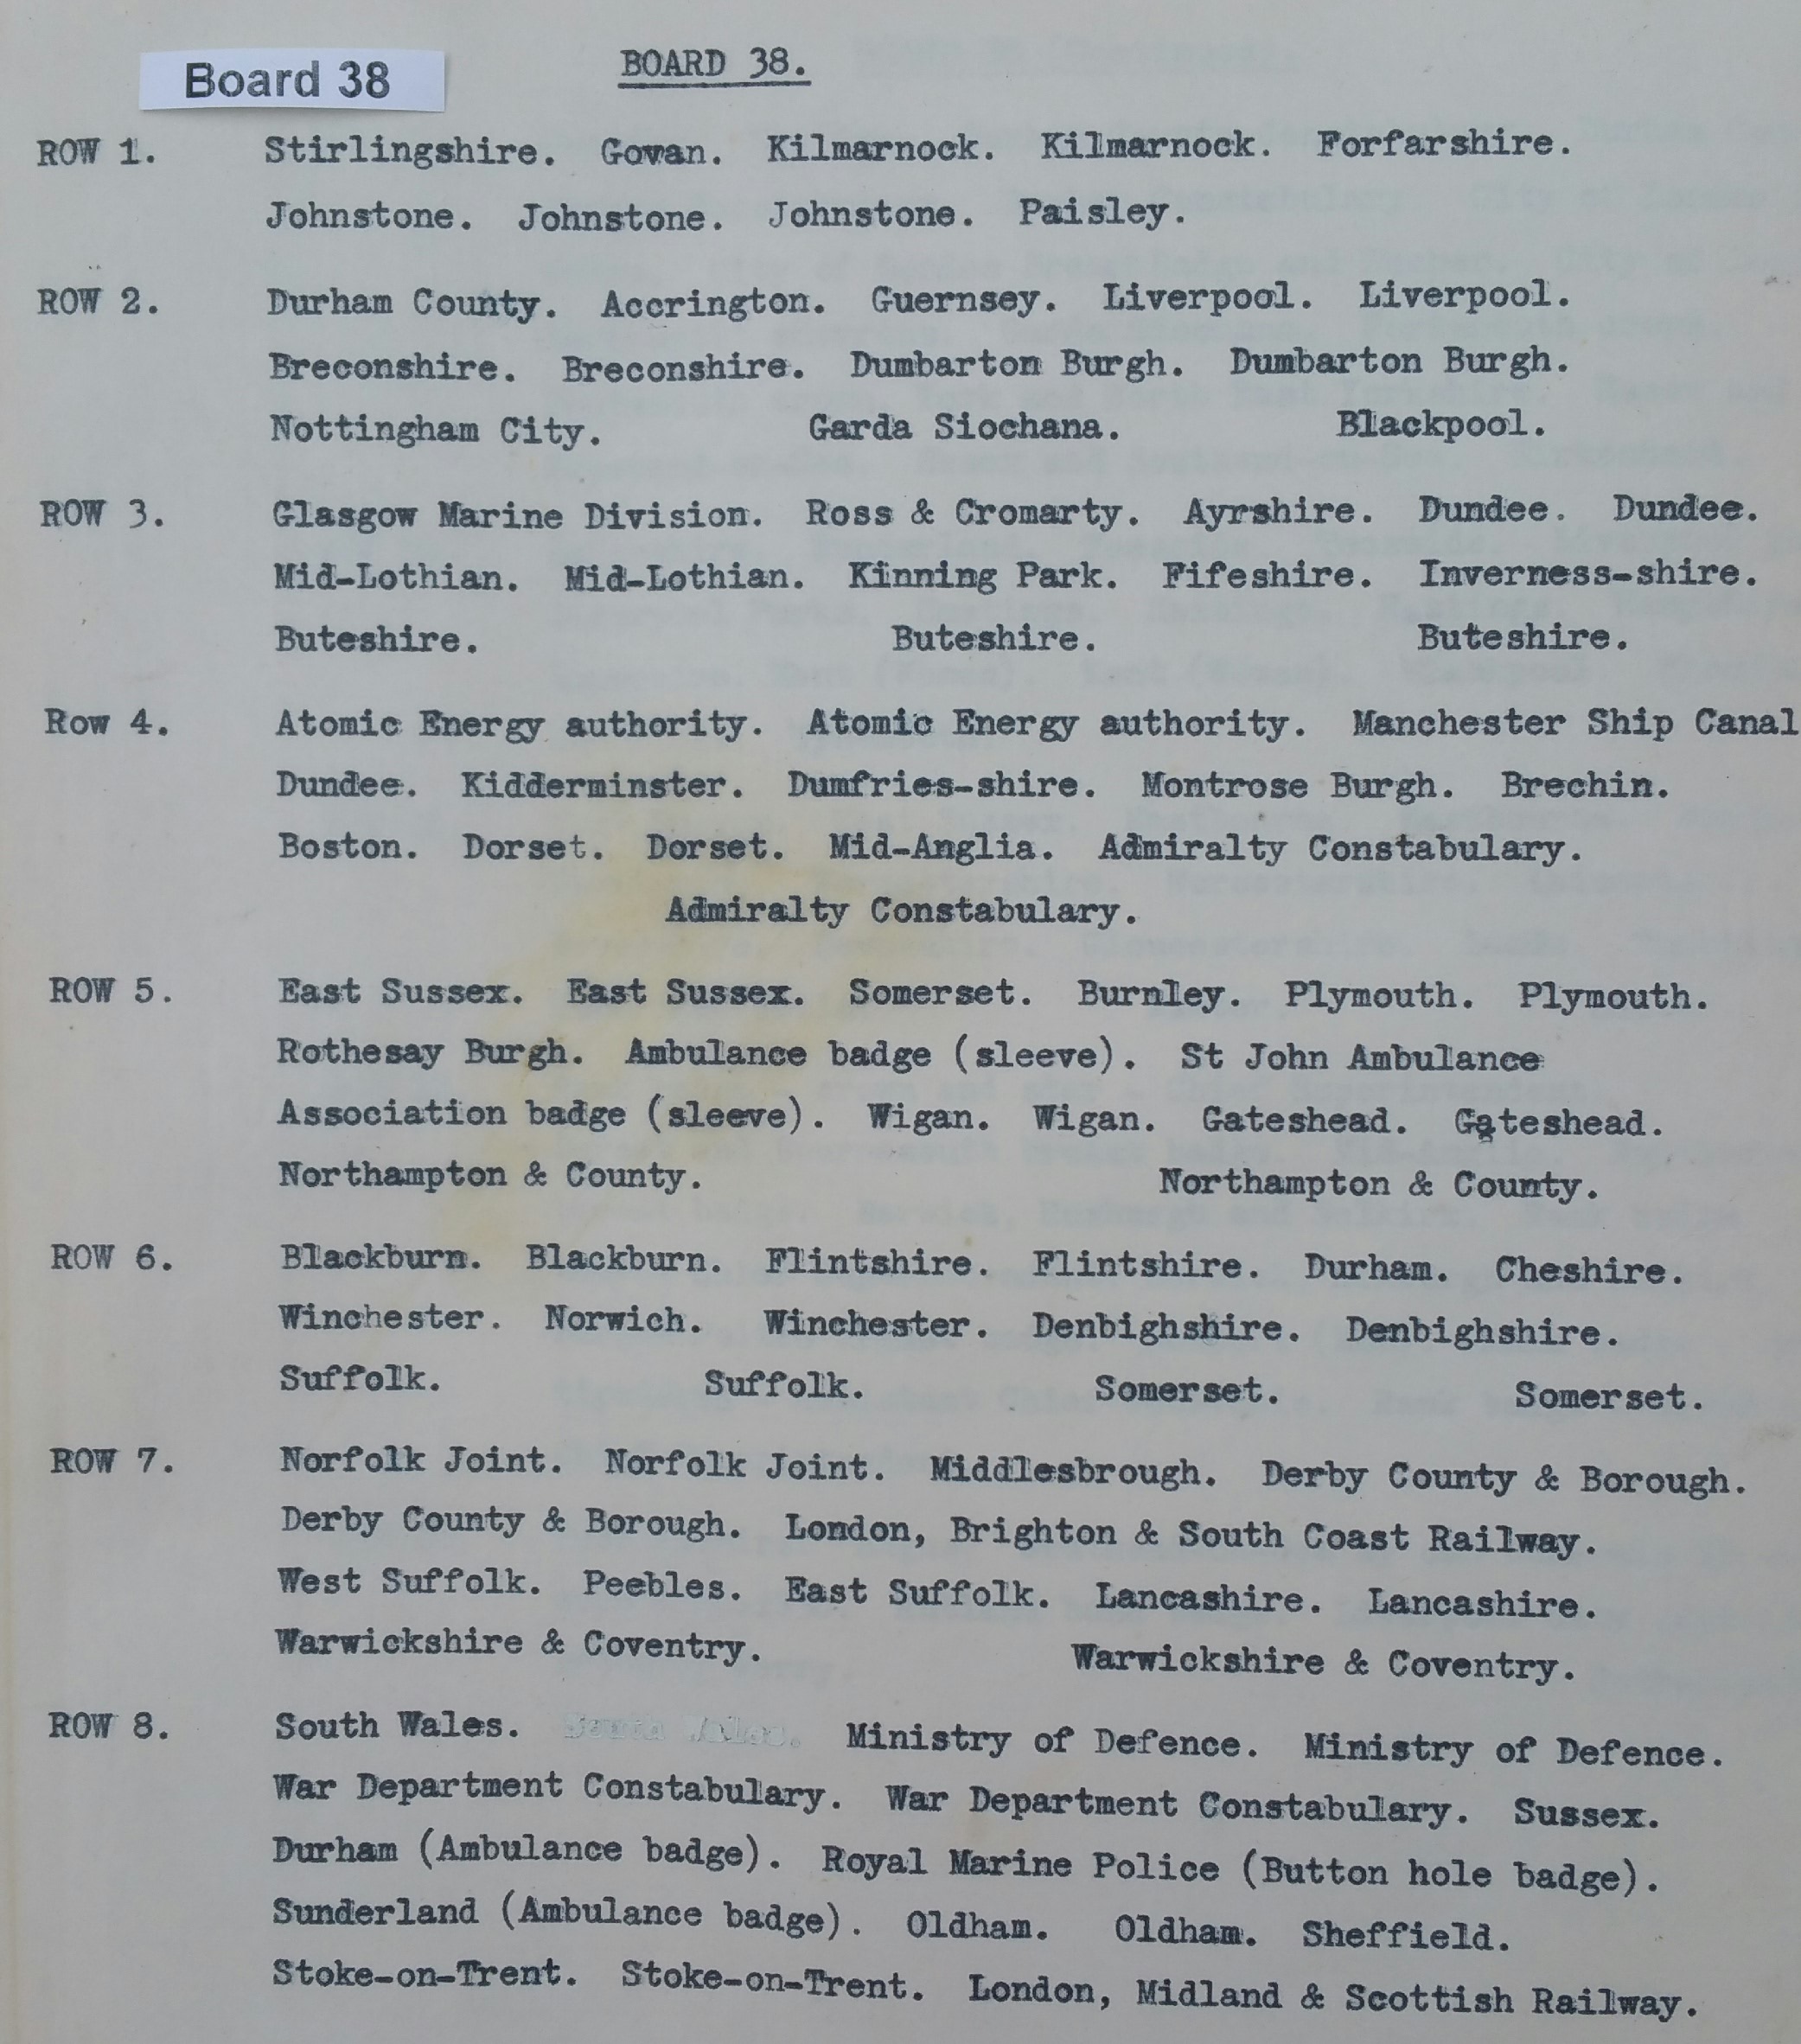 Board 38
BOARD 38.
ROW 1. Stirlingshire. Govan. Kilmarnock. Kilmarnock. Forfarshire.
Johnstone. Johnstone. Johnstone. Paisley.
ROW 2. Durham County. Accrington. Guernsey. Liverpool. Liverpool.
Breconshire. Breconshire. Dumbarton Burgh. Dumbarton Burgh.
Nottingham City. Garda Siochana. Blackpool.
ROW 3. Glasgow Marine Division. Ross & Cromarty. Ayrshire. Dundee. Dundee.
Mid-Lothian. Mid-Lothian. Kinning Park. Fifeshire. Inverness-shire.
Buteshire. Buteshire. Buteshire.
Row 4. Atomic Energy authority. Atomic Energy authority. Manchester Ship Canal
Dundee. Kidderminster. Dumfries-shire. Montrose Burgh. Brechin.
Boston. Dorset. Dorset. Mid-Anglia. Admiralty Constabulary.
Admiralty Constabulary.
ROW 5. East Sussex. East Sussex. Somerset. Burnley. Plymouth. Plymouth.
Rothesay Burgh. Ambulance badge (sleeve). St John Ambulance
Association badge (sleeve). Wigan. Wigan. Gateshead. Gateshead.
Northampton & County. Northampton & County.
ROW 6. Blackburn. Blackburn. Flintshire. Flintshire. Durham. Cheshire.
Winchester. Norwich. Winchester. Denbighshire. Denbighshire.
Suffolk. Suffolk. Somerset. Somerset.
ROW 7. Norfolk Joint. Norfolk Joint. Middlesbrough. Derby County & Borough.
Derby County & Borough. London, Brighton & South Coast Railway.
West Suffolk. Peebles. East Suffolk. Lancashire. Lancashire.
Warwickshire & Coventry. Warwickshire & Coventry.
ROW 8. South Wales. South Wales. Ministry of Defence. Ministry of Defence.
War Department Constabulary. War Department Constabulary. Sussex.
Durham (Ambulance badge). Royal Marine Police (Button hole badge).
Sunderland (Ambulance badge). Oldham. Oldham. Sheffield.
Stoke-on-Trent. Stoke-on-Trent. London, Midland & Scottish Railway.